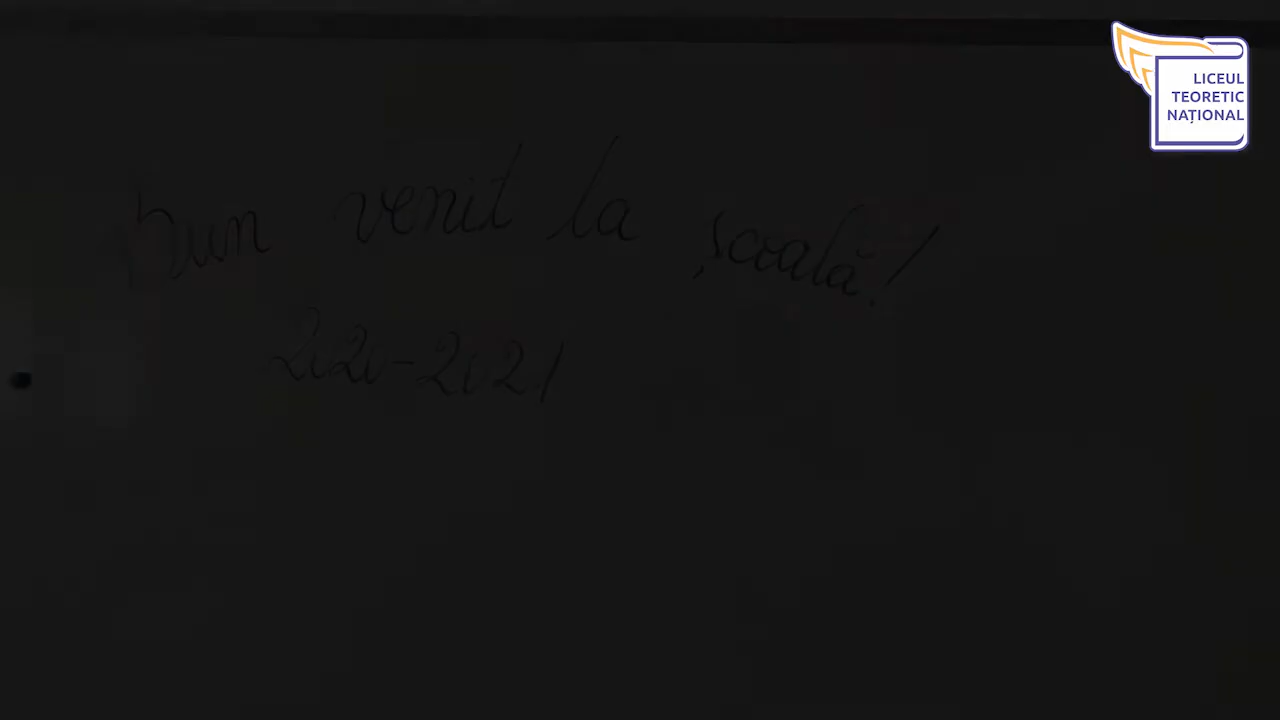 Bun venit la școală!
2020-2021
LICEUL
TEORETIC
NAȚIONAL